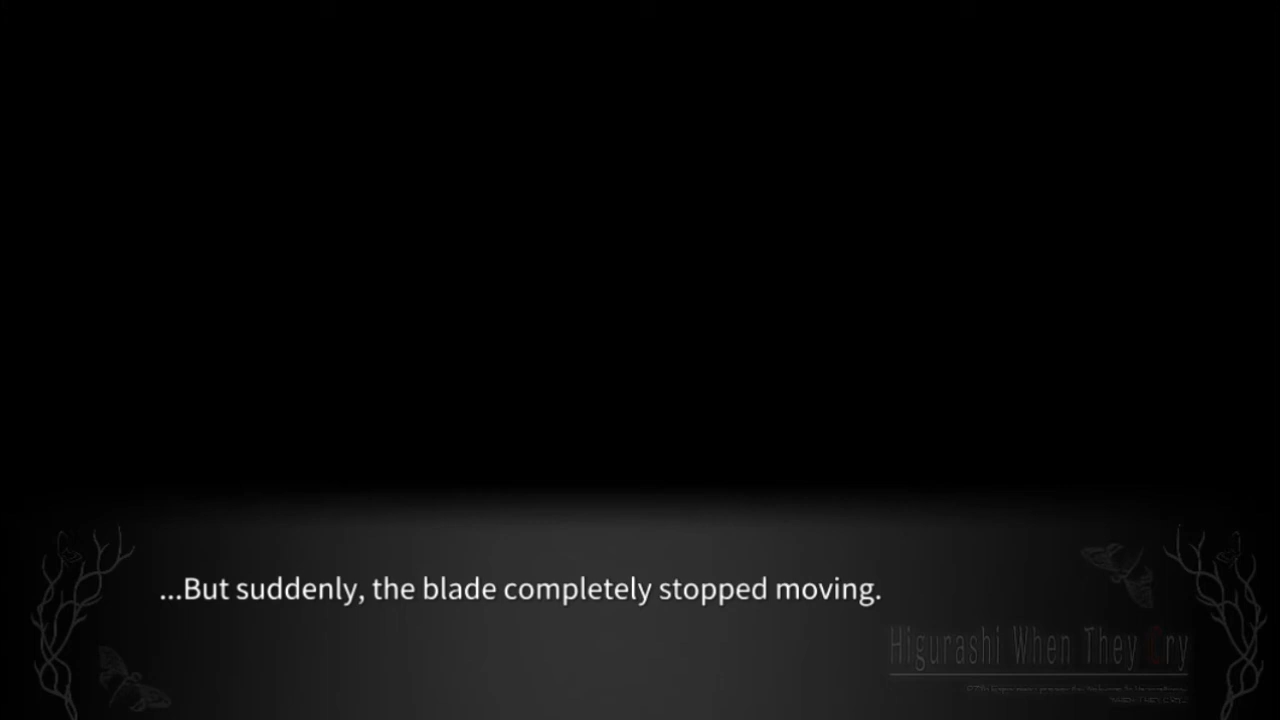 ...But suddenly, the blade completely stopped moving.
Higurashi When They Cry